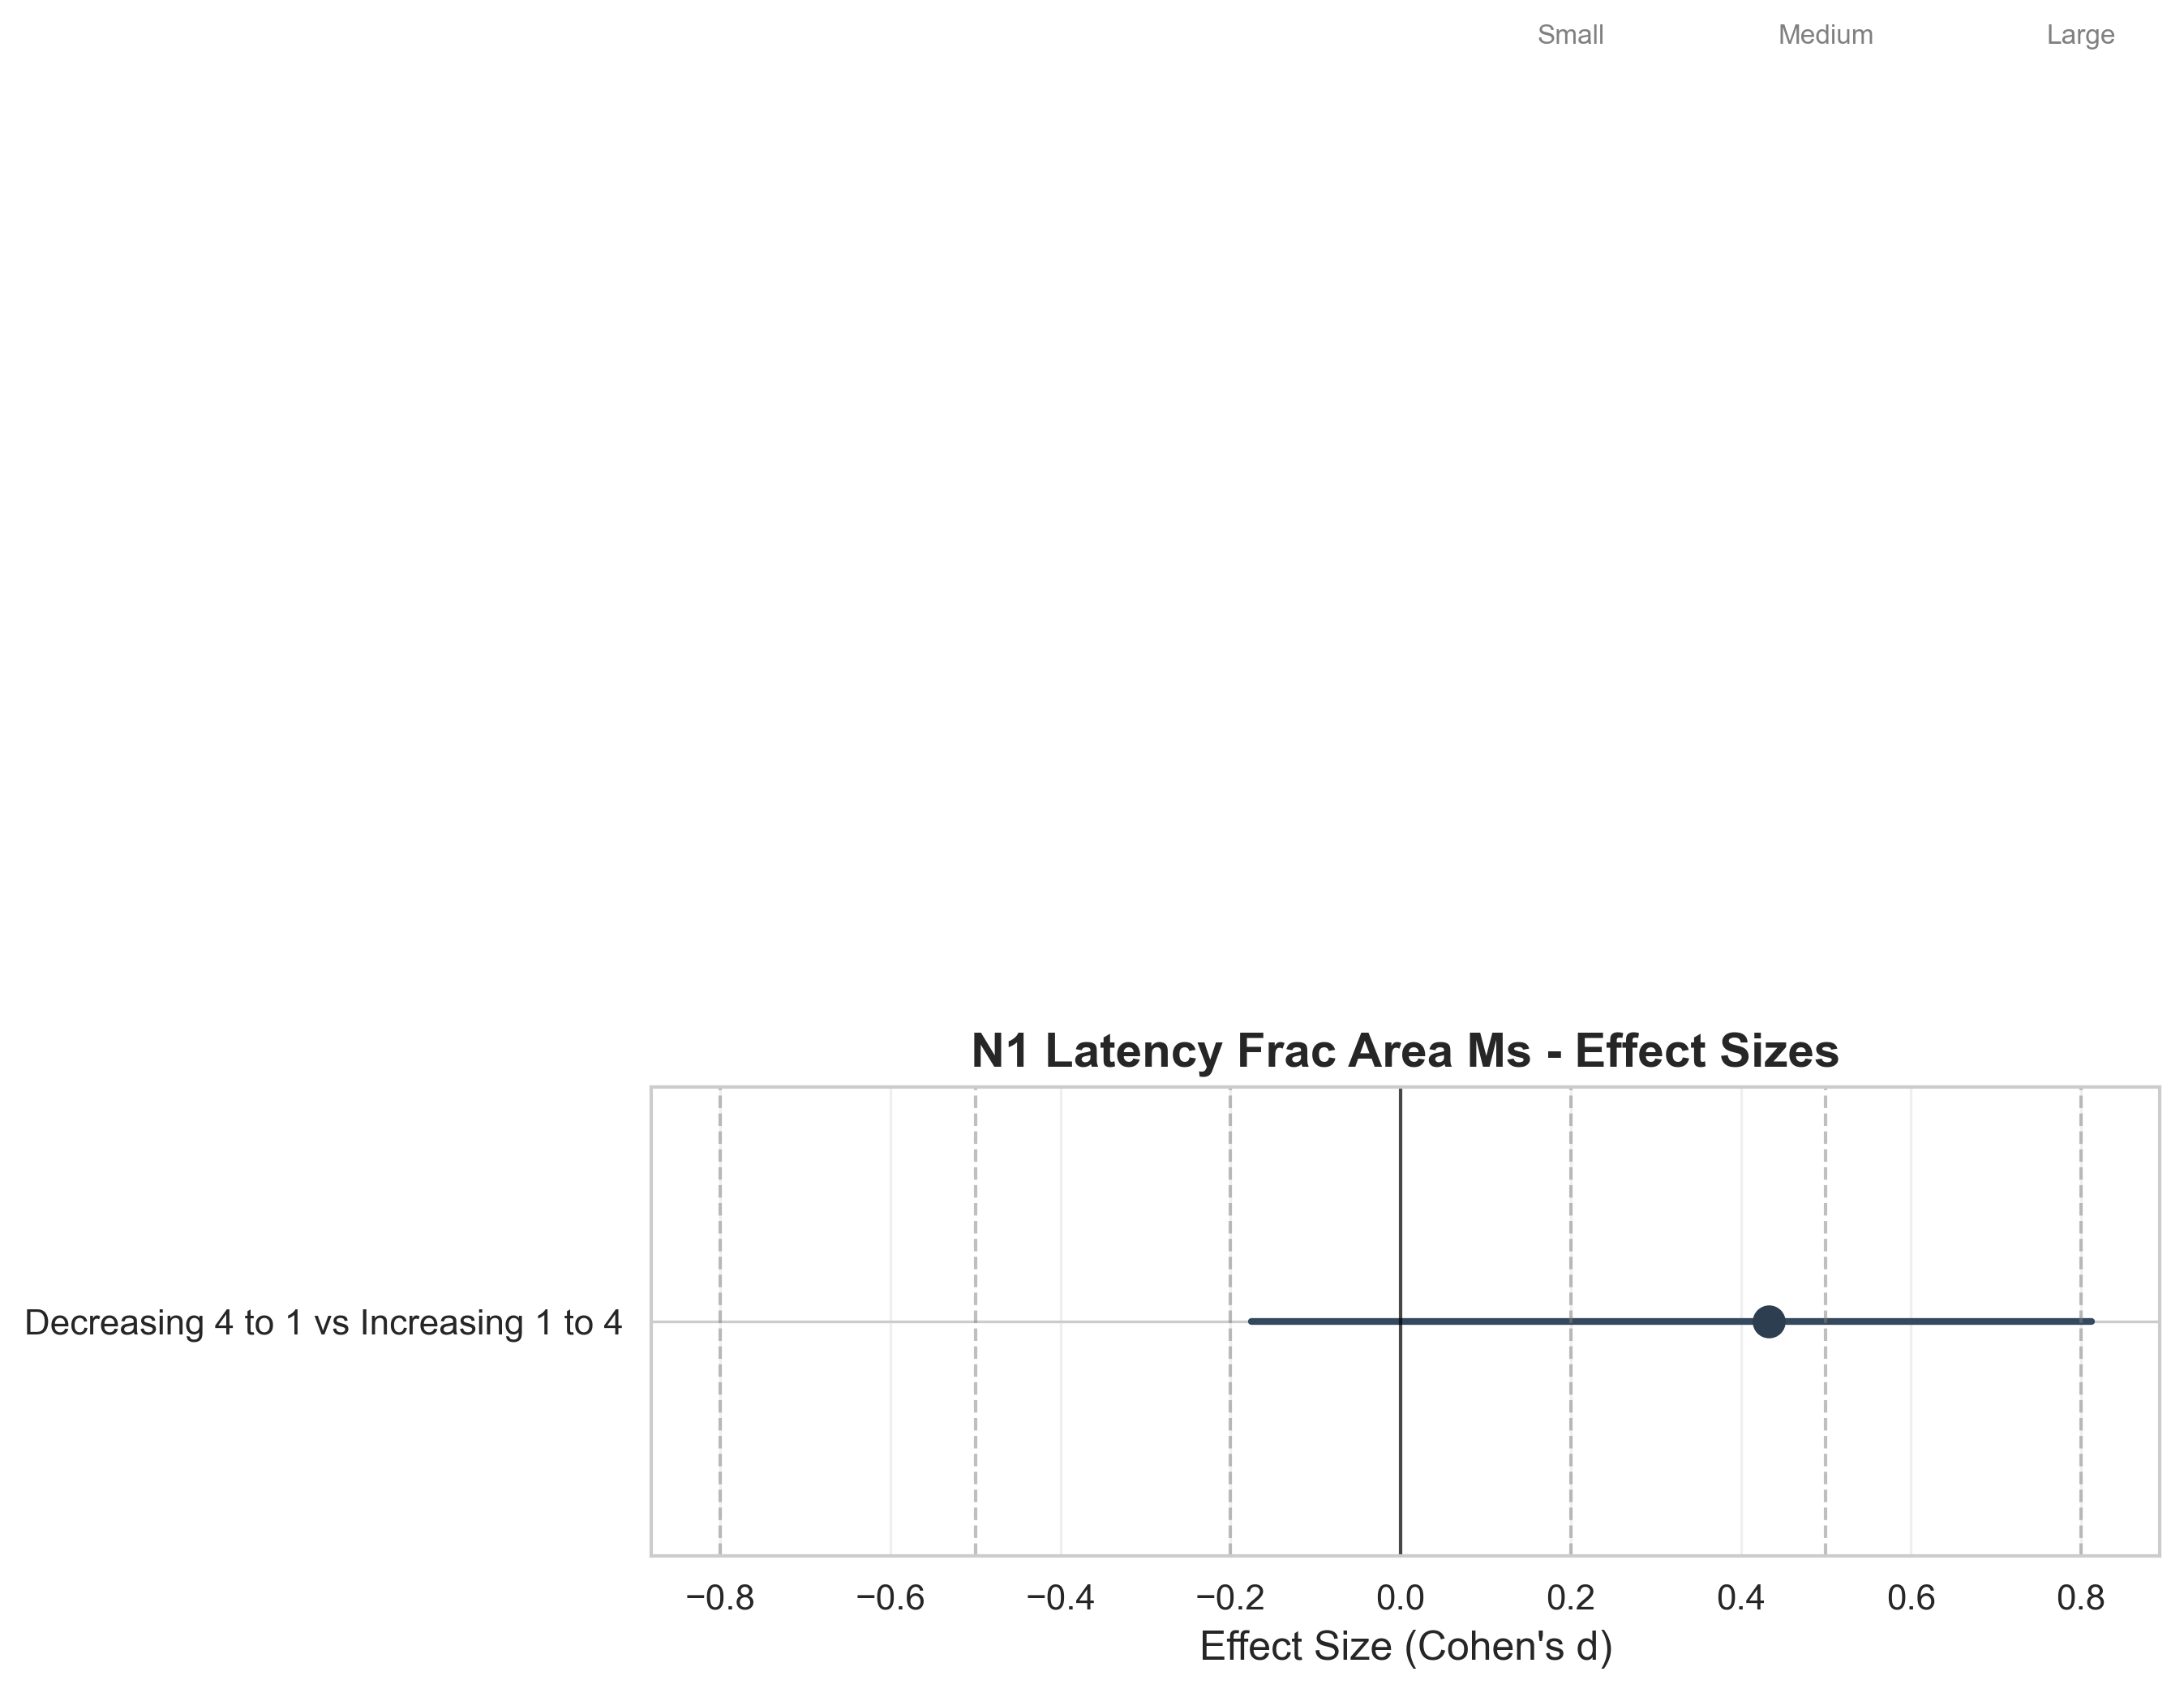 Small Medium Large
N1 Latency Frac Area Ms - Effect Sizes
Decreasing 4 to 1 vs Increasing 1 to 4
−0.8 −0.6 −0.4 −0.2 0.0 0.2 0.4 0.6 0.8
Effect Size (Cohen's d)